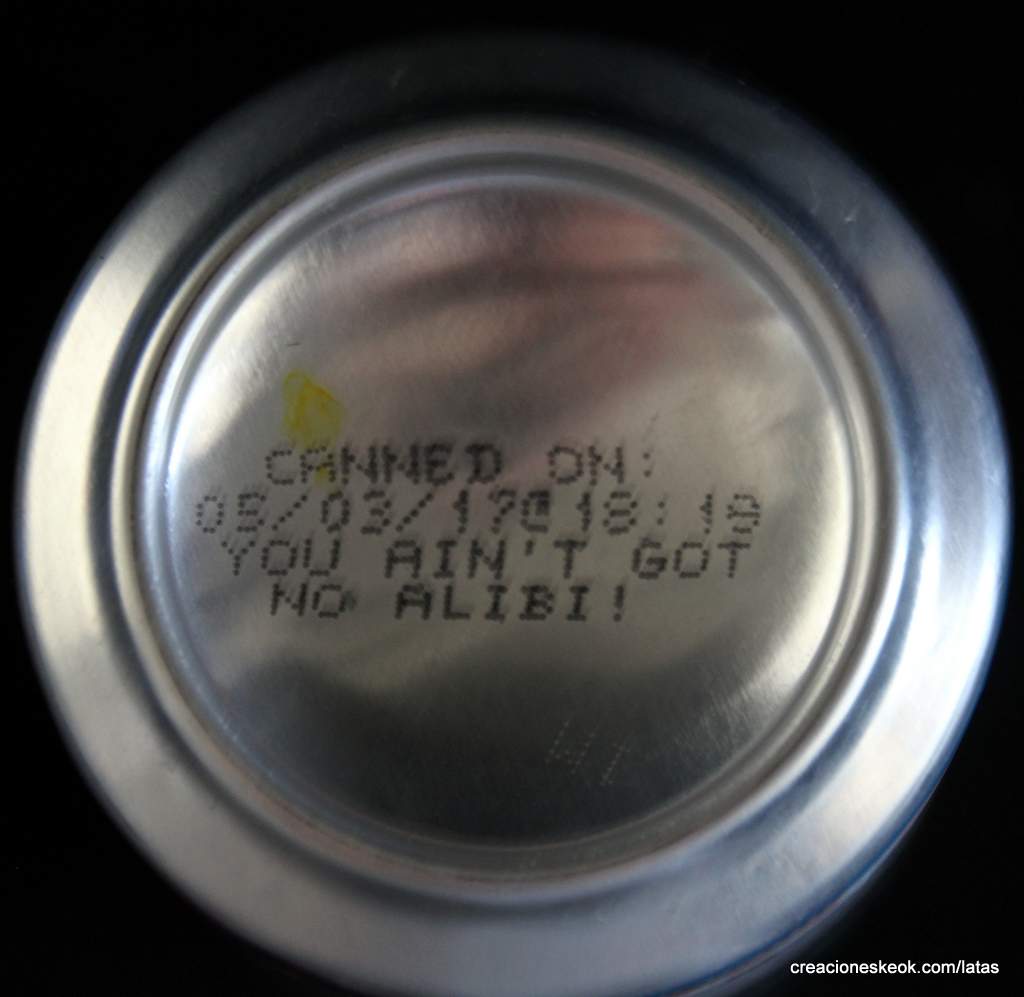 CANNED ON:
05/03/17@18:18
YOU AIN'T GOT
NO ALIBI!
creacioneskeok.com/latas